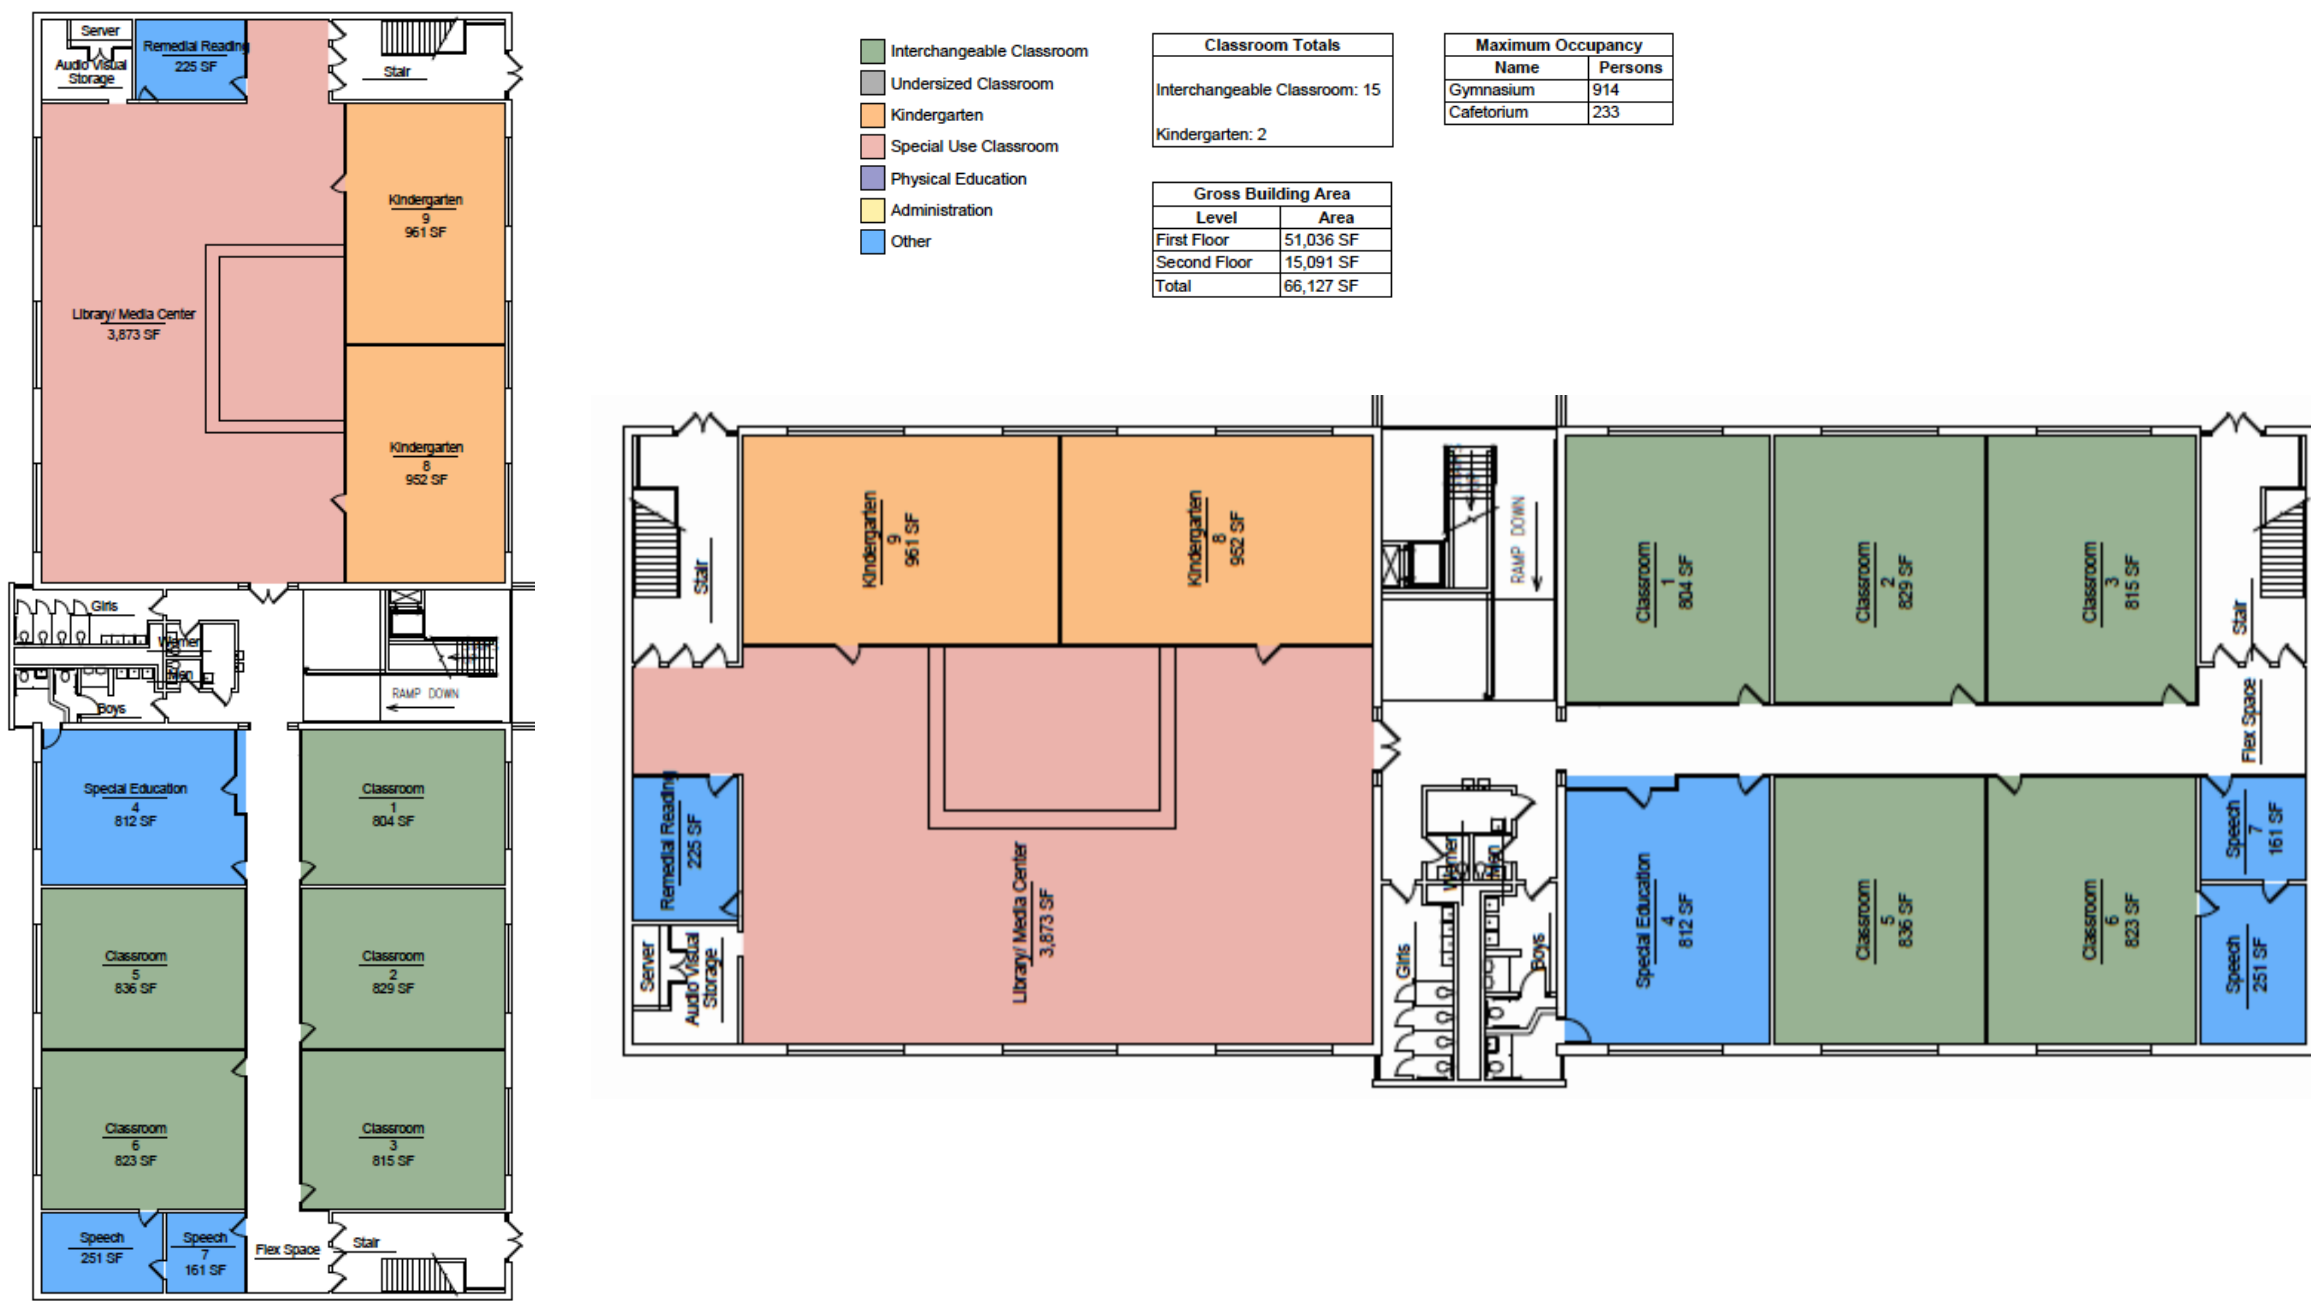 Server
Audio Visual
Storage
Remedial Reading
225 SF
Stair
Kindergarten
9
961 SF
Library/ Media Center
3,873 SF
Kindergarten
8
952 SF
Girls
Men
Boys
RAMP DOWN
Special Education
4
812 SF
Classroom
1
804 SF
Classroom
5
836 SF
Classroom
2
829 SF
Classroom
6
823 SF
Classroom
3
815 SF
Speech
251 SF
Speech
7
161 SF
Flex Space
Stair
Interchangeable Classroom
Undersized Classroom
Kindergarten
Special Use Classroom
Physical Education
Administration
Other
Classroom Totals
Interchangeable Classroom: 15
Kindergarten: 2
Maximum Occupancy
Name Persons
Gymnasium 914
Cafetorium 233
Gross Building Area
Level Area
First Floor 51,036 SF
Second Floor 15,091 SF
Total 66,127 SF
Stair
Kindergarten
9
961 SF
Kindergarten
8
952 SF
RAMP DOWN
Classroom
1
804 SF
Classroom
2
829 SF
Classroom
3
815 SF
Stair
Flex Space
Remedial Reading
225 SF
Server
Audio Visual
Storage
Library/ Media Center
3,873 SF
Men
Girls
Boys
Special Education
4
812 SF
Classroom
5
836 SF
Classroom
6
823 SF
Speech
7
161 SF
Speech
251 SF